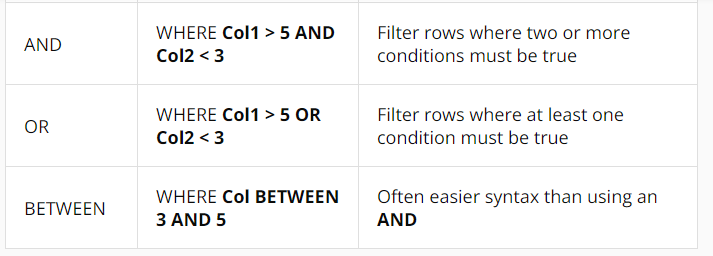 AND
WHERE Col1 > 5 AND
Col2 < 3
Filter rows where two or more
conditions must be true
OR
WHERE Col1 > 5 OR
Col2 < 3
Filter rows where at least one
condition must be true
BETWEEN
WHERE Col BETWEEN
3 AND 5
Often easier syntax than using an
AND